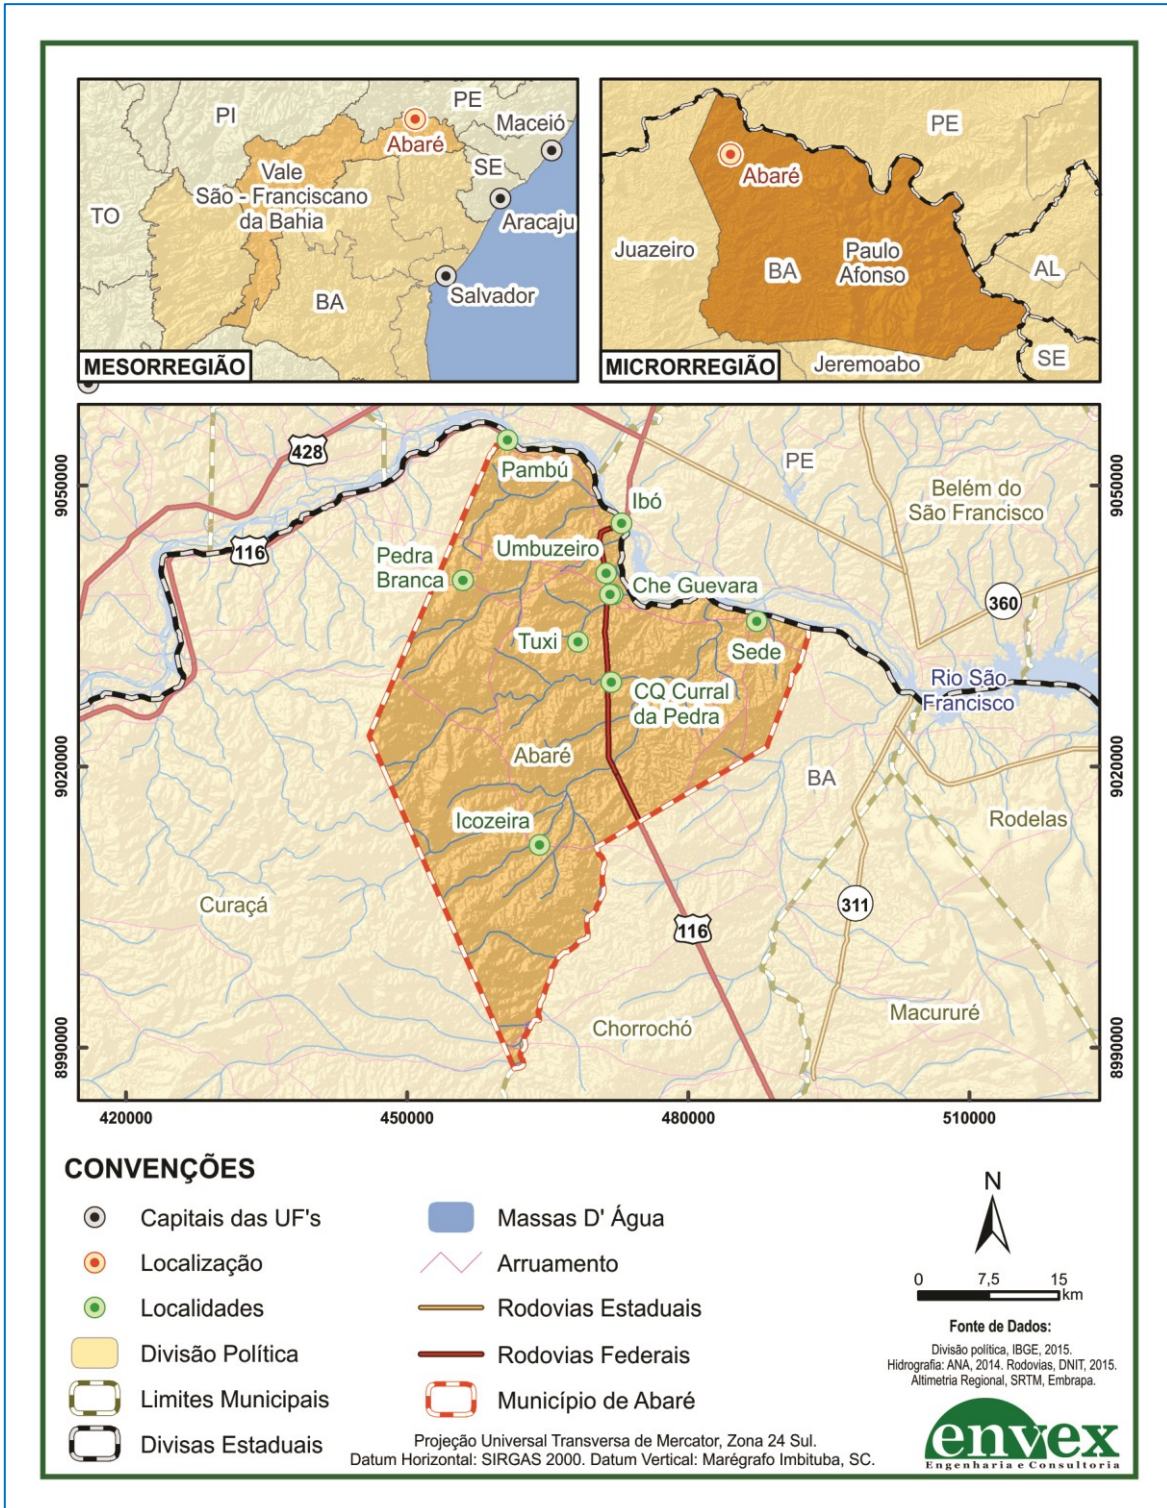 PI
PE
Maceió
Abaré
SE
Vale
São - Franciscano
da Bahia
TO
Aracaju
BA
Salvador
MESORREGIÃO
PE
Abaré
Juazeiro
Paulo
Afonso
BA
AL
Jeremoabo
SE
MICRORREGIÃO
428
PE
Pambú
Ibó
Belém do
São Francisco
116
Umbuzeiro
Pedra
Branca
Che Guevara
360
Tuxi
Sede
CQ Curral
da Pedra
Rio São
Francisco
Abaré
BA
Icozeira
Rodelas
Curaçá
311
116
Macururé
Chorrochó
9050000
9020000
8990000
9050000
9020000
8990000
420000
450000
480000
510000
CONVENÇÕES
Capitais das UF's
Localização
Localidades
Divisão Política
Limites Municipais
Divisas Estaduais
Massas D' Água
Arruamento
Rodovias Estaduais
Rodovias Federais
Município de Abaré
N
0 7,5 15
km
Fonte de Dados:
Divisão política, IBGE, 2015.
Hidrografia: ANA, 2014. Rodovias, DNIT, 2015.
Altimetria Regional, SRTM, Embrapa.
Projeção Universal Transversa de Mercator, Zona 24 Sul.
Datum Horizontal: SIRGAS 2000. Datum Vertical: Marégrafo Imbituba, SC.
envex
Engenharia e Consultoria